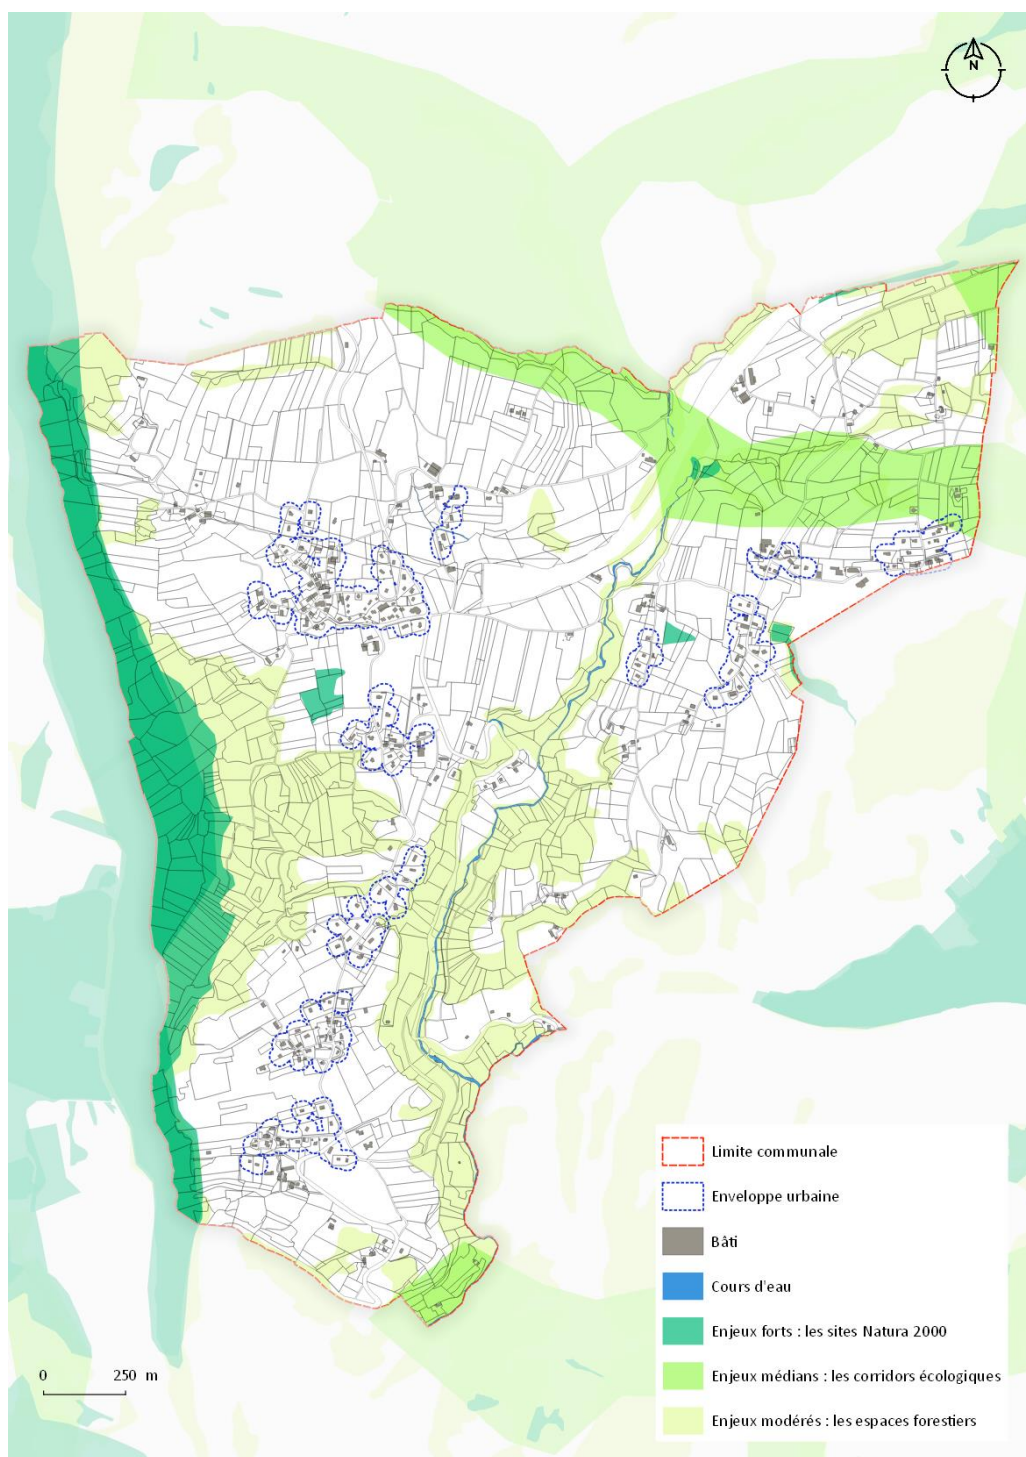 N
Limite communale
Enveloppe urbaine
Bâti
Cours d'eau
Enjeux forts : les sites Natura 2000
Enjeux médians : les corridors écologiques
Enjeux modérés : les espaces forestiers
0 250 m